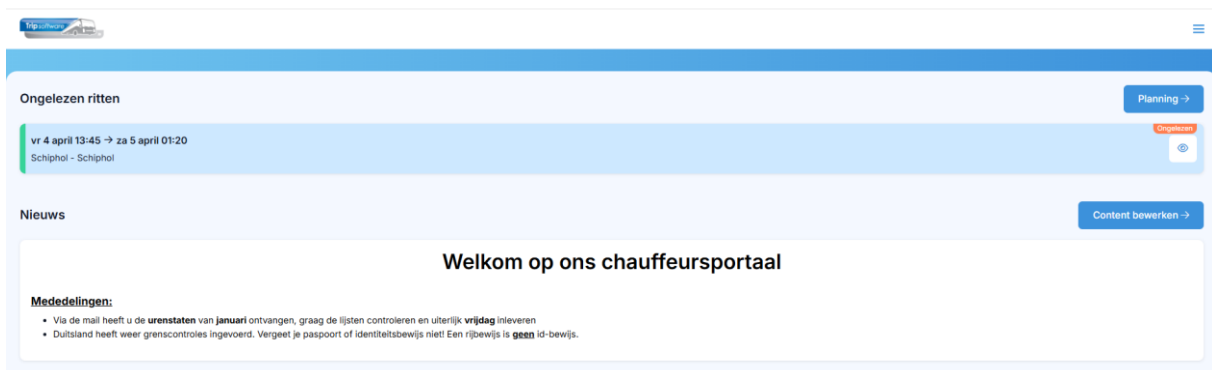 Tripsoftware
Ongelezen ritten
Planning →
vr 4 april 13:45 → za 5 april 01:20
Ongelezen
Schiphol - Schiphol
Nieuws
Content bewerken →
Welkom op ons chauffeursportaal
Mededelingen:
• Via de mail heeft u de urenstaten van januari ontvangen, graag de lijsten controleren en uiterlijk vrijdag inleveren
• Duitsland heeft weer grenscontroles ingevoerd. Vergeet je paspoort of identiteitsbewijs niet! Een rijbewijs is geen id-bewijs.